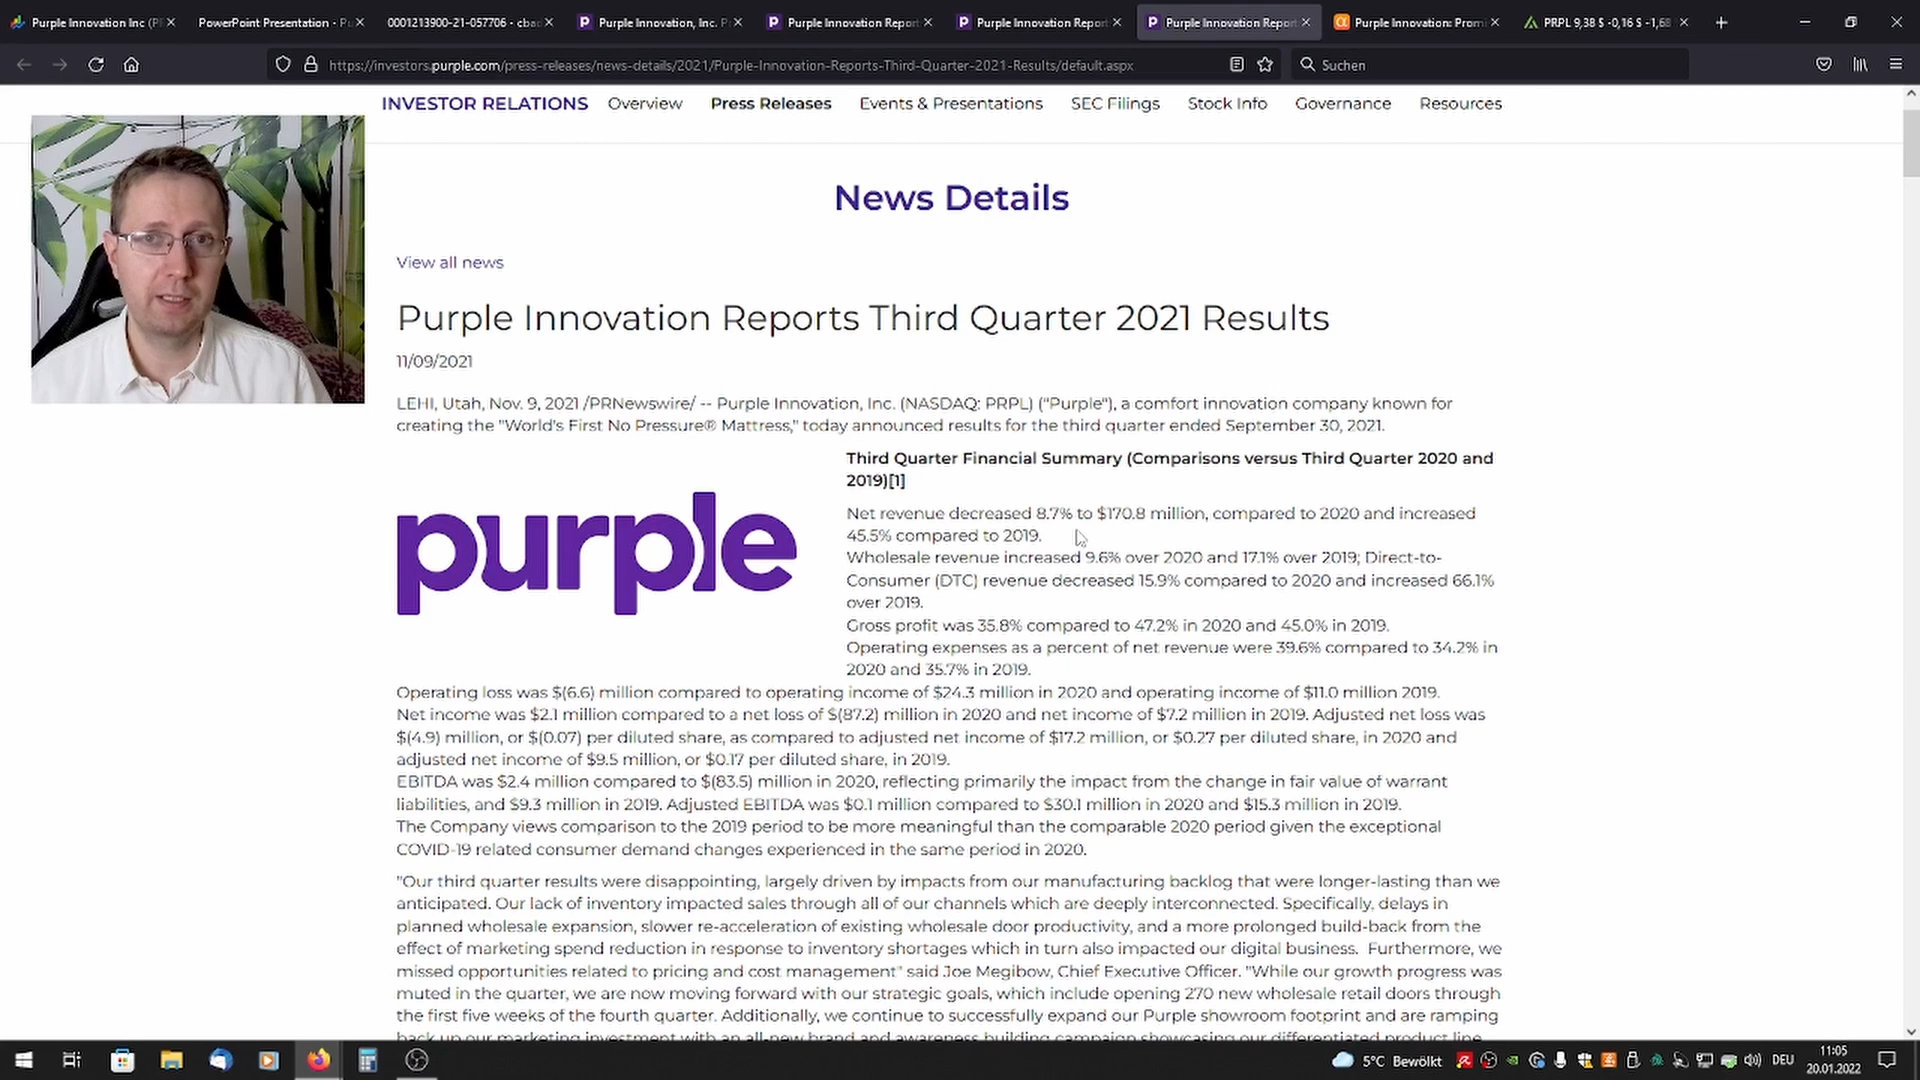 Purple Innovation Inc (P
PowerPoint Presentation - Pu
0001213900-21-057706 - cbad
Purple Innovation, Inc. P
Purple Innovation Report
Purple Innovation Report
Purple Innovation Report
Purple Innovation: Promi
PRPL 9,38 $ -0,16 $ -1,68
https://investors.purple.com/press-releases/news-details/2021/Purple-Innovation-Reports-Third-Quarter-2021-Results/default.aspx
Suchen
INVESTOR RELATIONS Overview Press Releases Events & Presentations SEC Filings Stock Info Governance Resources
News Details
View all news
Purple Innovation Reports Third Quarter 2021 Results
11/09/2021
LEHI, Utah, Nov. 9, 2021 /PRNewswire/ -- Purple Innovation, Inc. (NASDAQ: PRPL) ("Purple"), a comfort innovation company known for
creating the "World's First No Pressure® Mattress," today announced results for the third quarter ended September 30, 2021.
purple
Third Quarter Financial Summary (Comparisons versus Third Quarter 2020 and
2019)[1]
Net revenue decreased 8.7% to $170.8 million, compared to 2020 and increased
45.5% compared to 2019.
Wholesale revenue increased 9.6% over 2020 and 17.1% over 2019; Direct-to-
Consumer (DTC) revenue decreased 15.9% compared to 2020 and increased 66.1%
over 2019.
Gross profit was 35.8% compared to 47.2% in 2020 and 45.0% in 2019.
Operating expenses as a percent of net revenue were 39.6% compared to 34.2% in
2020 and 35.7% in 2019.
Operating loss was $(6.6) million compared to operating income of $24.3 million in 2020 and operating income of $11.0 million 2019.
Net income was $2.1 million compared to a net loss of $(87.2) million in 2020 and net income of $7.2 million in 2019. Adjusted net loss was
$(4.9) million, or $(0.07) per diluted share, as compared to adjusted net income of $17.2 million, or $0.27 per diluted share, in 2020 and
adjusted net income of $9.5 million, or $0.17 per diluted share, in 2019.
EBITDA was $2.4 million compared to $(83.5) million in 2020, reflecting primarily the impact from the change in fair value of warrant
liabilities, and $9.3 million in 2019. Adjusted EBITDA was $0.1 million compared to $30.1 million in 2020 and $15.3 million in 2019.
The Company views comparison to the 2019 period to be more meaningful than the comparable 2020 period given the exceptional
COVID-19 related consumer demand changes experienced in the same period in 2020.
"Our third quarter results were disappointing, largely driven by impacts from our manufacturing backlog that were longer-lasting than we
anticipated. Our lack of inventory impacted sales through all of our channels which are deeply interconnected. Specifically, delays in
planned wholesale expansion, slower re-acceleration of existing wholesale door productivity, and a more prolonged build-back from the
effect of marketing spend reduction in response to inventory shortages which in turn also impacted our digital business. Furthermore, we
missed opportunities related to pricing and cost management" said Joe Megibow, Chief Executive Officer. "While our growth progress was
muted in the quarter, we are now moving forward with our strategic goals, which include opening 270 new wholesale retail doors through
the first five weeks of the fourth quarter. Additionally, we continue to successfully expand our Purple showroom footprint and are ramping
back up our marketing investment with an all-new brand and awareness building campaign showcasing our differentiated product line
5°C Bewölkt
DEU
11:05
20.01.2022